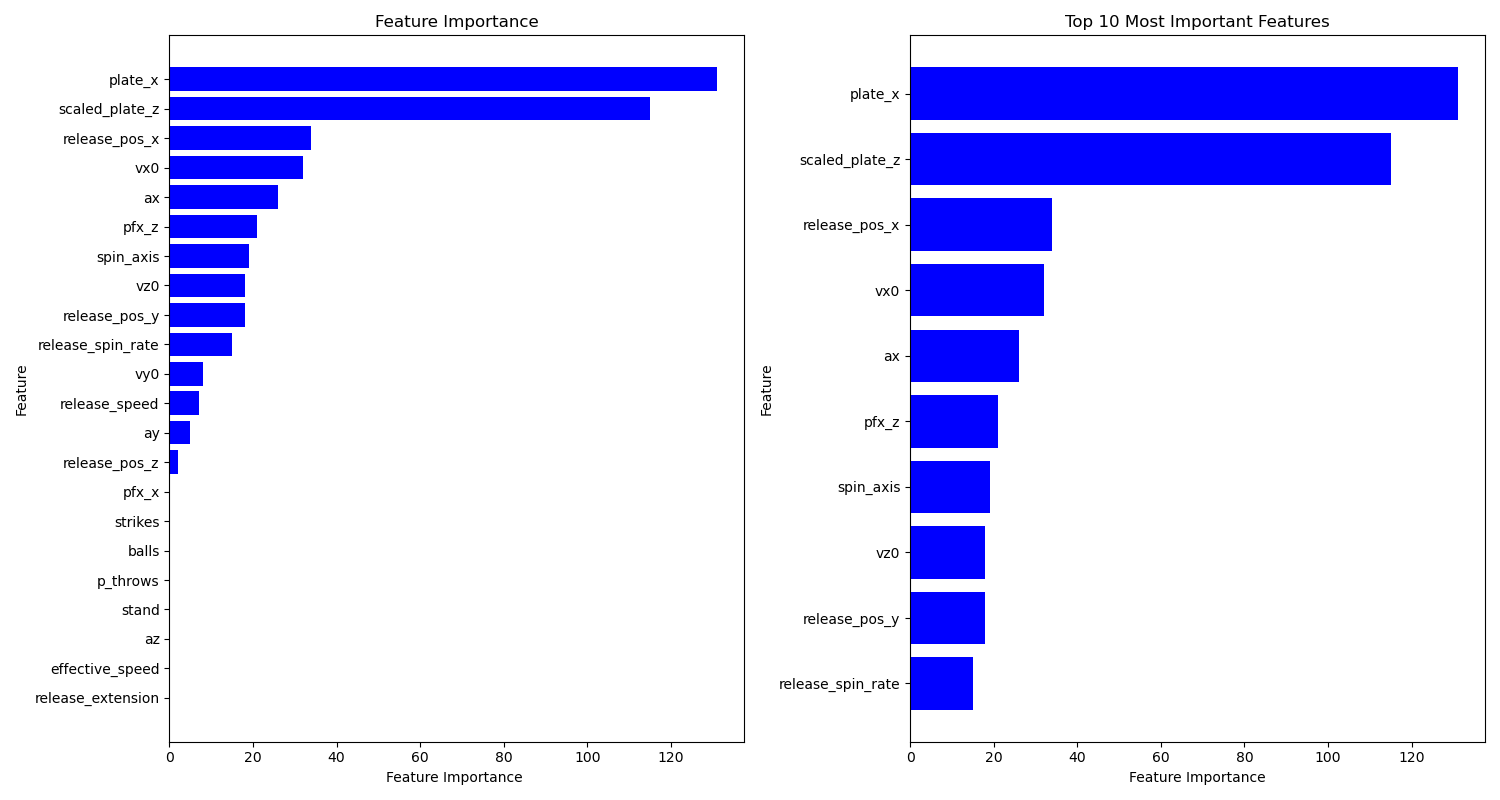 Feature Importance
plate_x
scaled_plate_z
release_pos_x
vx0
ax
pfx_z
spin_axis
vz0
release_pos_y
release_spin_rate
vy0
release_speed
ay
release_pos_z
pfx_x
strikes
balls
p_throws
stand
az
effective_speed
release_extension
Feature
0 20 40 60 80 100 120
Feature Importance
Top 10 Most Important Features
plate_x
scaled_plate_z
release_pos_x
vx0
ax
pfx_z
spin_axis
vz0
release_pos_y
release_spin_rate
Feature
0 20 40 60 80 100 120
Feature Importance